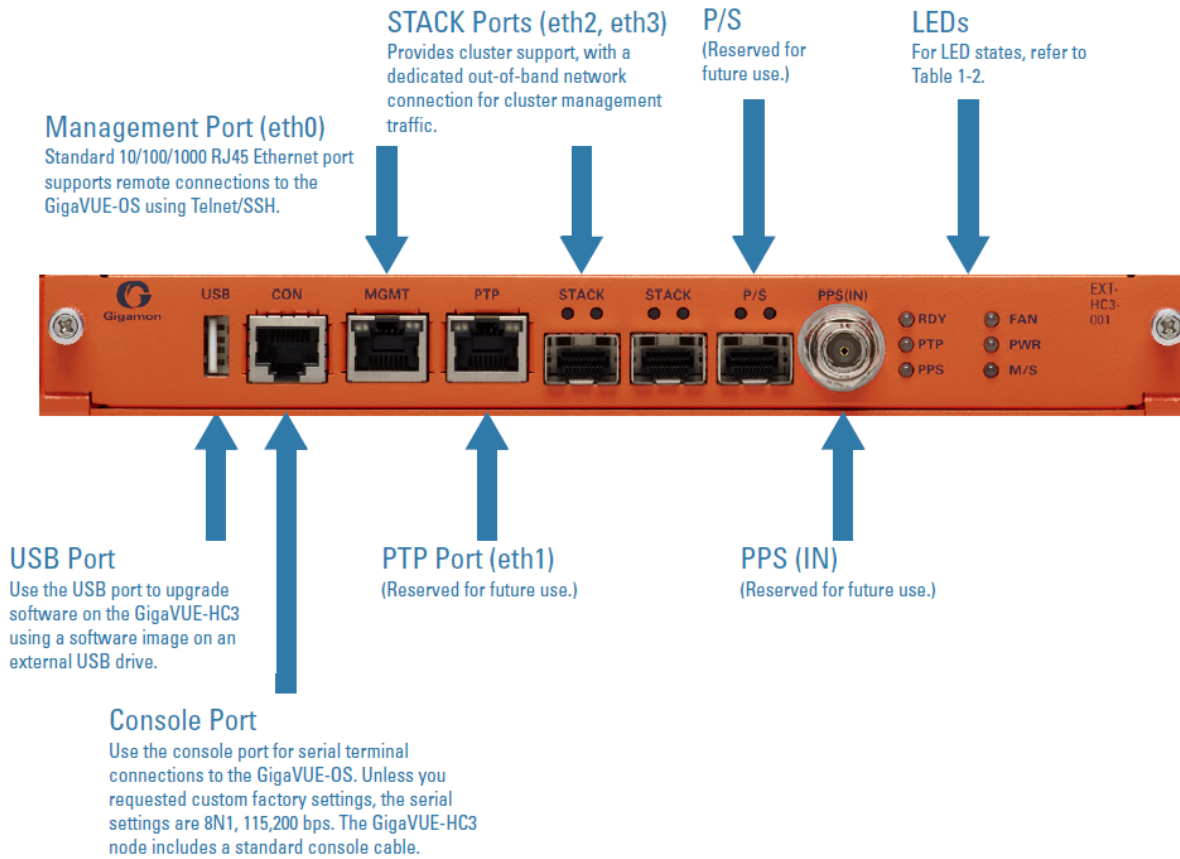 STACK Ports (eth2, eth3)
Provides cluster support, with a
dedicated out-of-band network
connection for cluster management
traffic.
P/S
(Reserved for
future use.)
LEDs
For LED states, refer to
Table 1-2.
Management Port (eth0)
Standard 10/100/1000 RJ45 Ethernet port
supports remote connections to the
GigaVUE-OS using Telnet/SSH.
Gigamon
USB
CON
MGMT
PTP
STACK
STACK
P/S
PPS(IN)
RDY
PTP
PPS
FAN
PWR
M/S
EXT-
HC3-
001
USB Port
Use the USB port to upgrade
software on the GigaVUE-HC3
using a software image on an
external USB drive.
PTP Port (eth1)
(Reserved for future use.)
PPS (IN)
(Reserved for future use.)
Console Port
Use the console port for serial terminal
connections to the GigaVUE-OS. Unless you
requested custom factory settings, the serial
settings are 8N1, 115,200 bps. The GigaVUE-HC3
node includes a standard console cable.